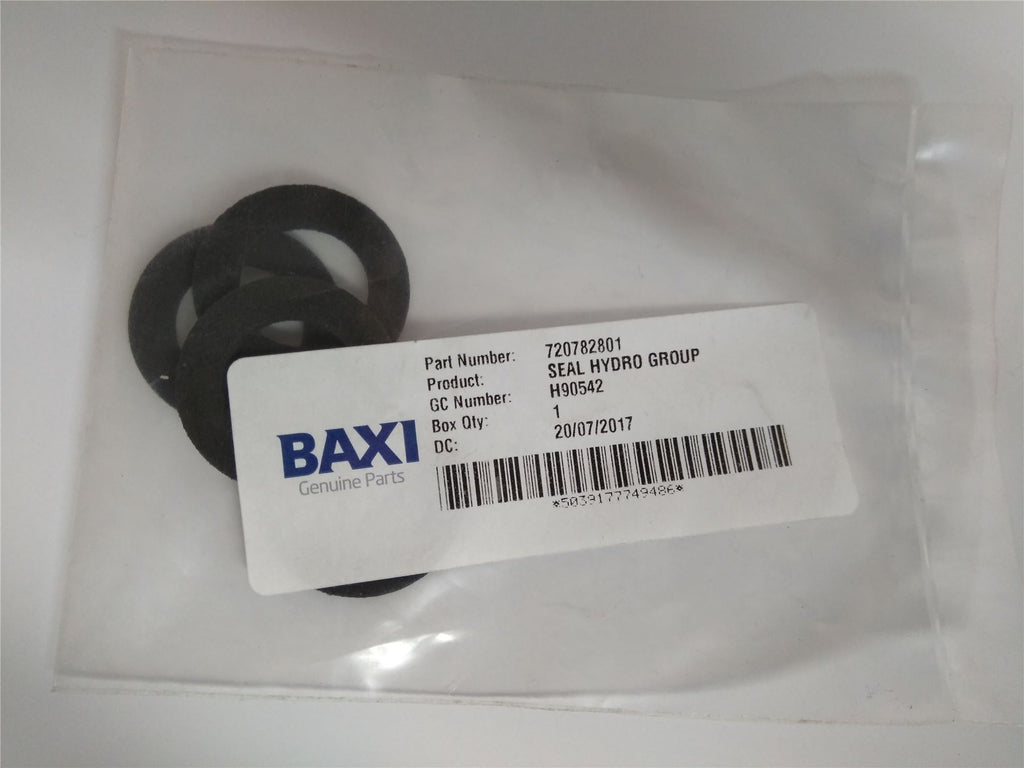 Part Number: 720782801
Product: SEAL HYDRO GROUP
GC Number: H90542
Box Qty: 1
DC: 20/07/2017
BAXI
Genuine Parts
*5039177749486*